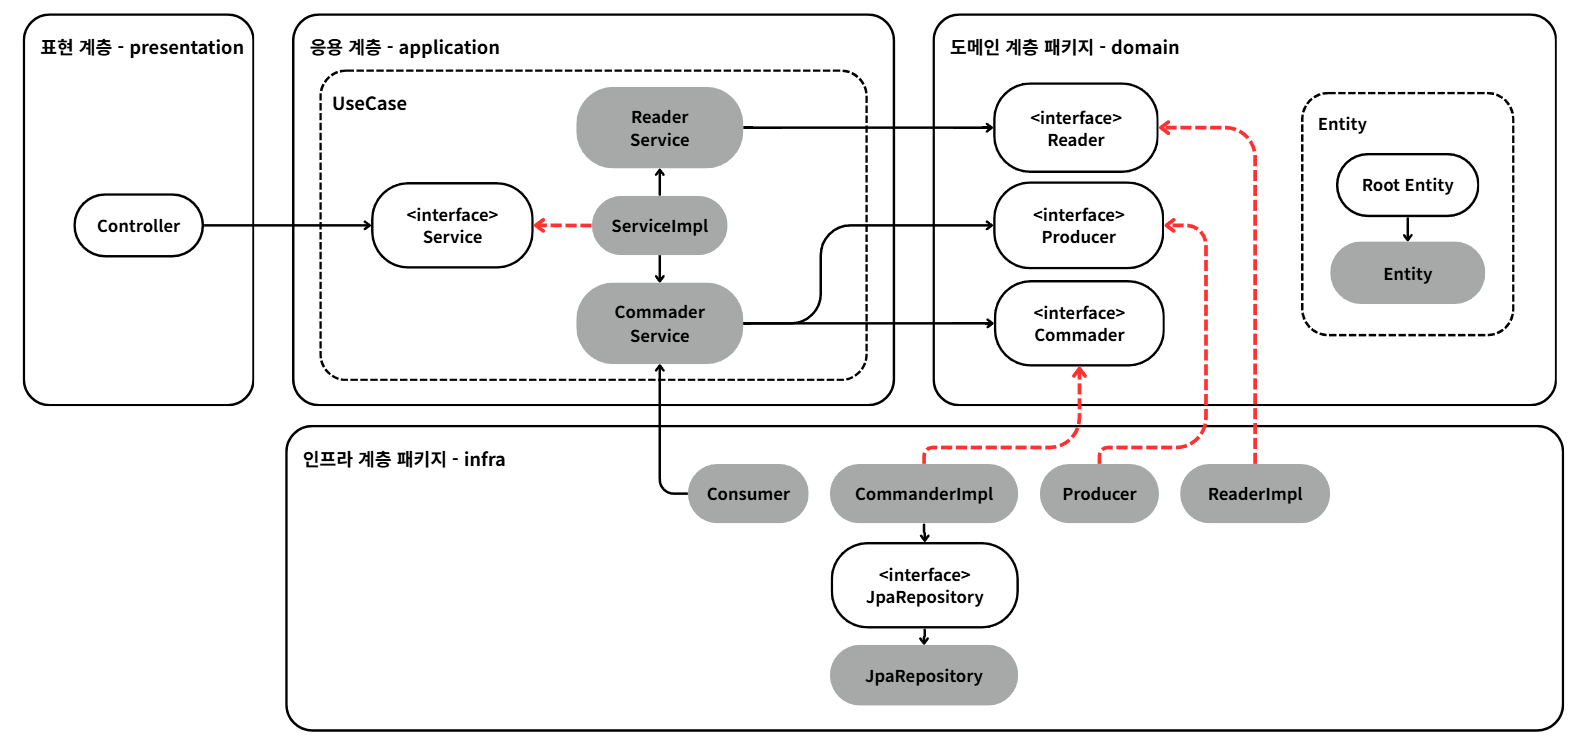 표현 계층 - presentation
Controller
응용 계층 - application
UseCase
Reader
Service
<interface>
Service
ServiceImpl
Commader
Service
도메인 계층 패키지 - domain
<interface>
Reader
<interface>
Producer
<interface>
Commader
Entity
Root Entity
Entity
인프라 계층 패키지 - infra
Consumer
CommanderImpl
Producer
ReaderImpl
<interface>
JpaRepository
JpaRepository